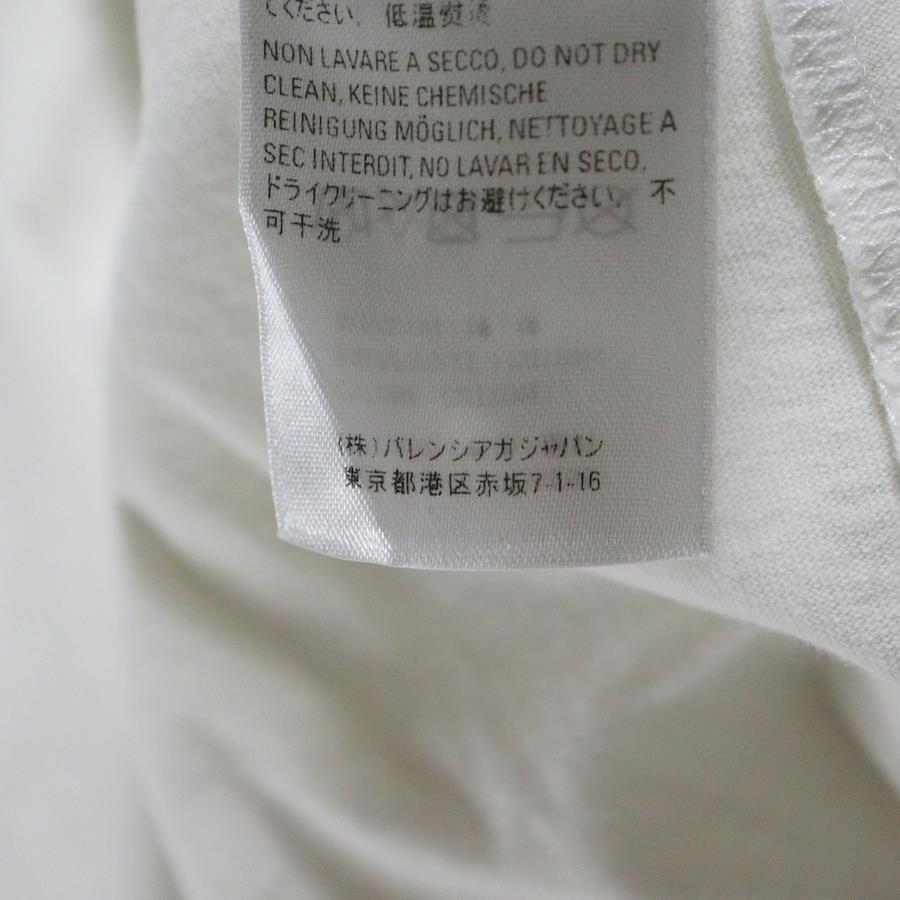 てください。低温熨烫
NON LAVARE A SECCO, DO NOT DRY
CLEAN, KEINE CHEMISCHE
REINIGUNG MÖGLICH, NETTOYAGE A
SEC INTERDIT, NO LAVAR EN SECO,
ドライクリーニングはお避けください。 不
可干洗
(株)バレンシアガジャパン
東京都港区赤坂7-1-16